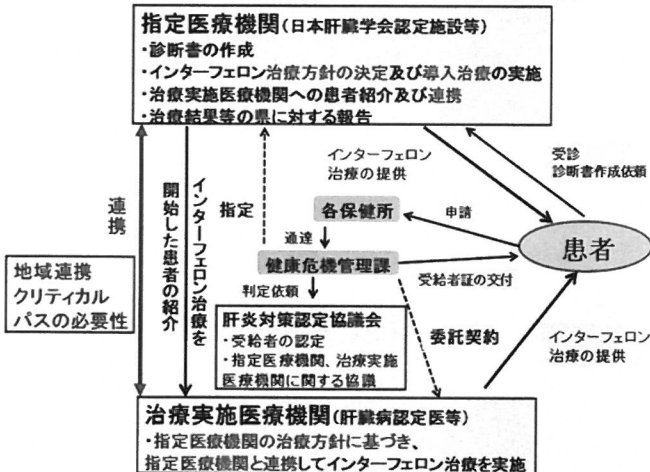 指定医療機関(日本肝臓学会認定施設等)
・診断書の作成
・インターフェロン治療方針の決定及び導入治療の実施
・治療実施医療機関への患者紹介及び連携
・治療結果等の県に対する報告
連携
インターフェロン治療を
開始した患者の紹介
指定
インターフェロン
治療の提供
受診
診断書作成依頼
各保健所
申請
患者
通達
健康危機管理課
受給者証の交付
地域連携
クリティカル
パスの必要性
判定依頼
肝炎対策認定協議会
・受給者の認定
・指定医療機関、治療実施
医療機関に関する協議
委託契約
インターフェロン
治療の提供
治療実施医療機関(肝臓病認定医等)
・指定医療機関の治療方針に基づき、
指定医療機関と連携してインターフェロン治療を実施